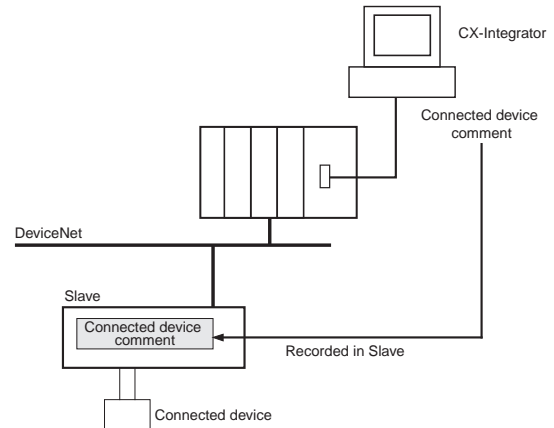 CX-Integrator
Connected device
comment
DeviceNet
Slave
Connected device
comment
Recorded in Slave
Connected device